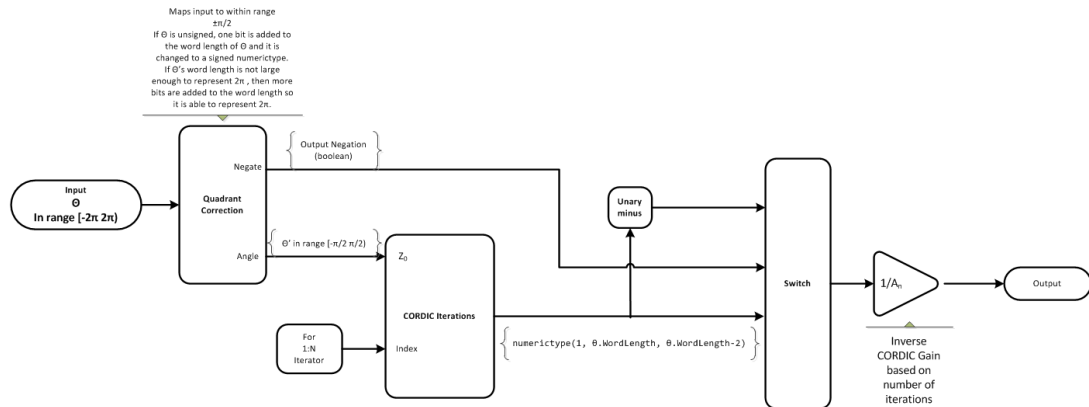 Maps input to within range
±π/2
If Θ is unsigned, one bit is added to
the word length of Θ and it is
changed to a signed numerictype.
If Θ's word length is not large
enough to represent 2π , then more
bits are added to the word length so
it is able to represent 2π.
Output Negation
(boolean)
Negate
Input
Θ
In range [-2π 2π)
Quadrant
Correction
Unary
minus
Angle
Θ' in range [-π/2 π/2)
Z₀
Switch
1/Aₙ
Output
CORDIC Iterations
For
1:N
Iterator
Index
numerictype(1, θ.WordLength, θ.WordLength-2)
Inverse
CORDIC Gain
based on
number of
iterations